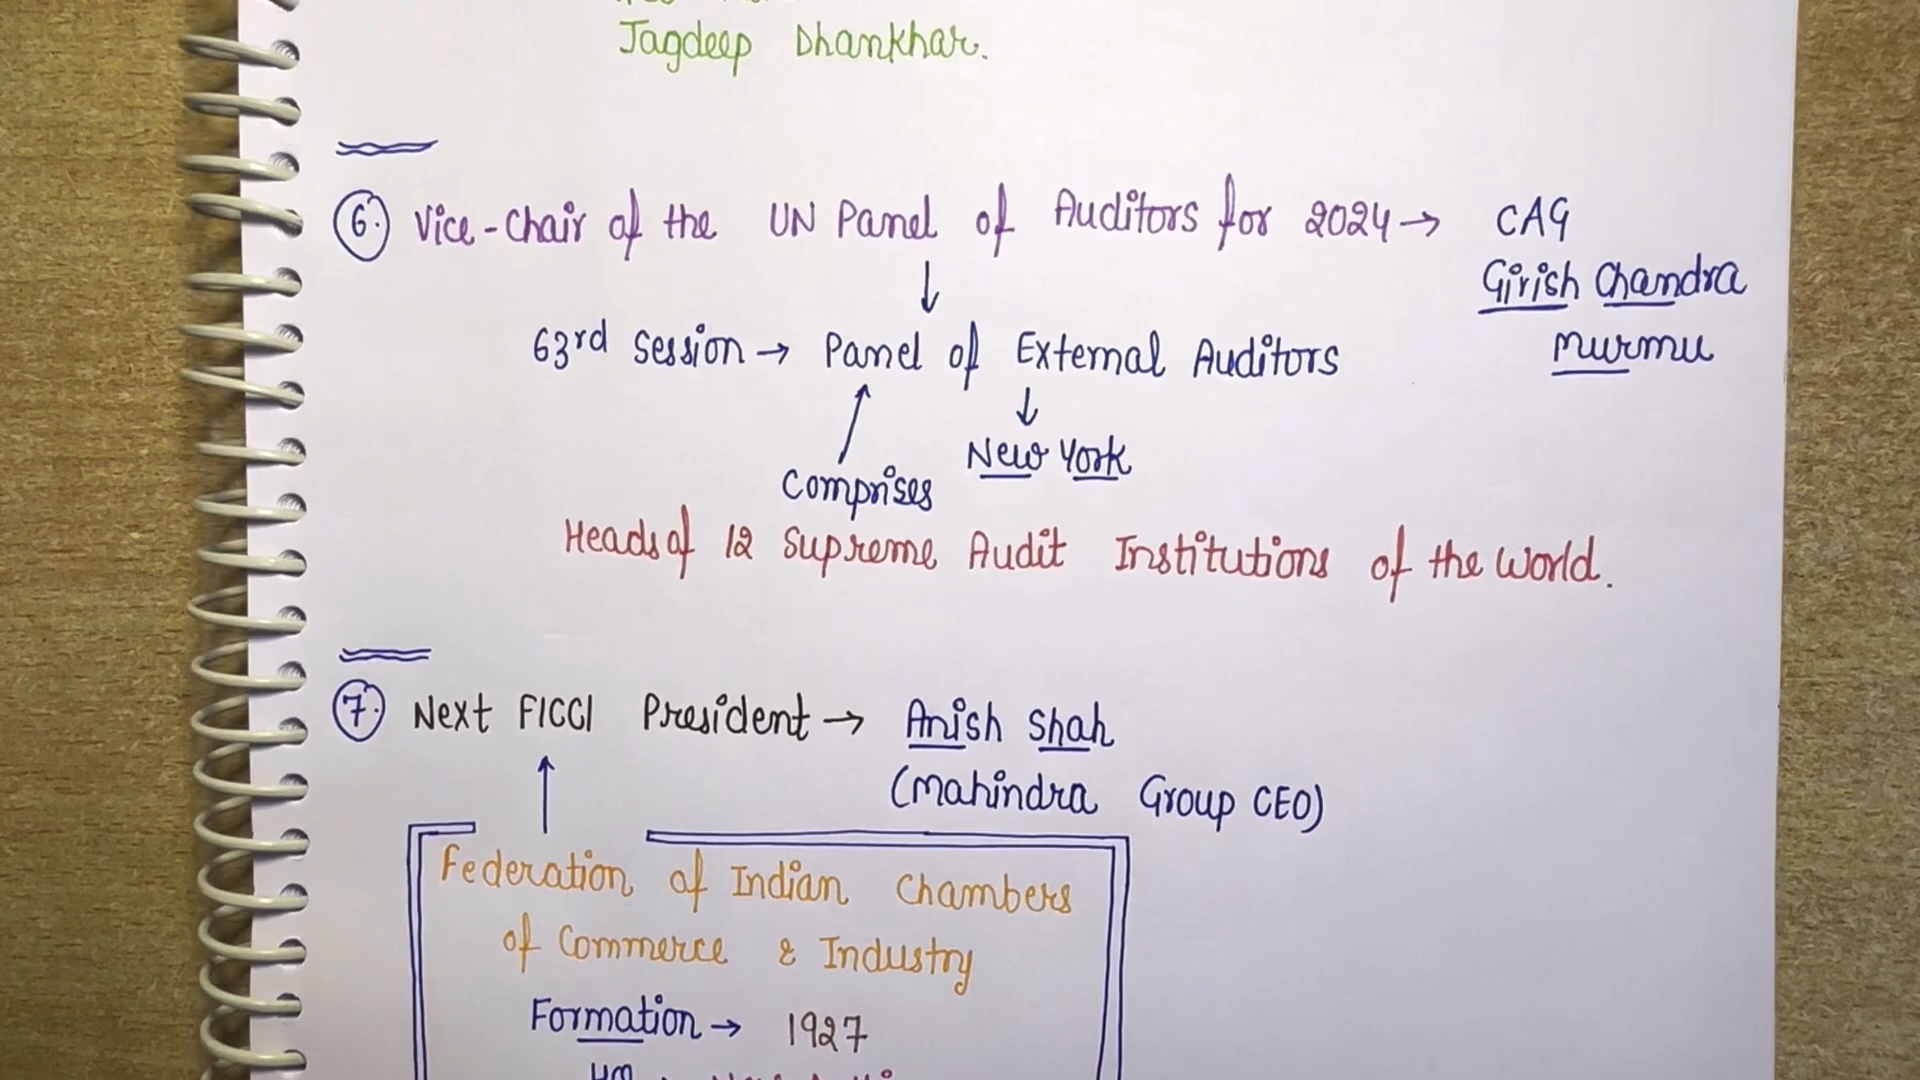 Jagdeep Dhankhar.
6. Vice-Chair of the UN Panel of Auditors for 2024 → CAG
Girish Chandra
Murmu
↓
63rd Session → Panel of External Auditors
↓
New York
Comprises
Heads of 12 Supreme Audit Institutions of the World.
7. Next FICCI President → Anish Shah
(Mahindra Group CEO)
Federation of Indian Chambers
of Commerce & Industry
Formation → 1927